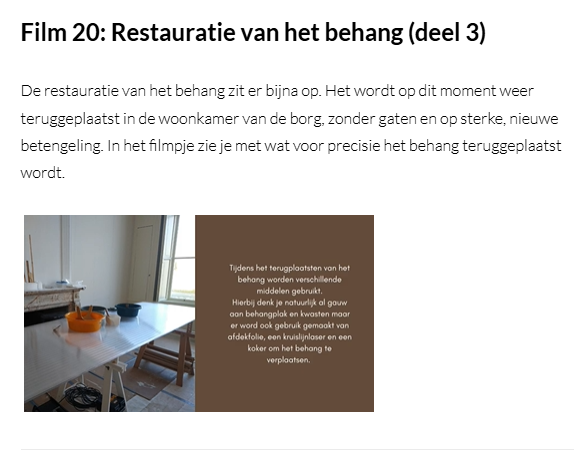 Film 20: Restauratie van het behang (deel 3)
De restauratie van het behang zit er bijna op. Het wordt op dit moment weer
teruggeplaatst in de woonkamer van de borg, zonder gaten en op sterke, nieuwe
betengeling. In het filmpje zie je met wat voor precisie het behang teruggeplaatst
wordt.
Tijdens het terugplaatsten van het
behang worden verschillende
middelen gebruikt.
Hierbij denk je natuurlijk al gauw
aan behangplak en kwasten maar
er word ook gebruik gemaakt van
afdekfolie, een kruislijnlaser en een
koker om het behang te
verplaatsen.